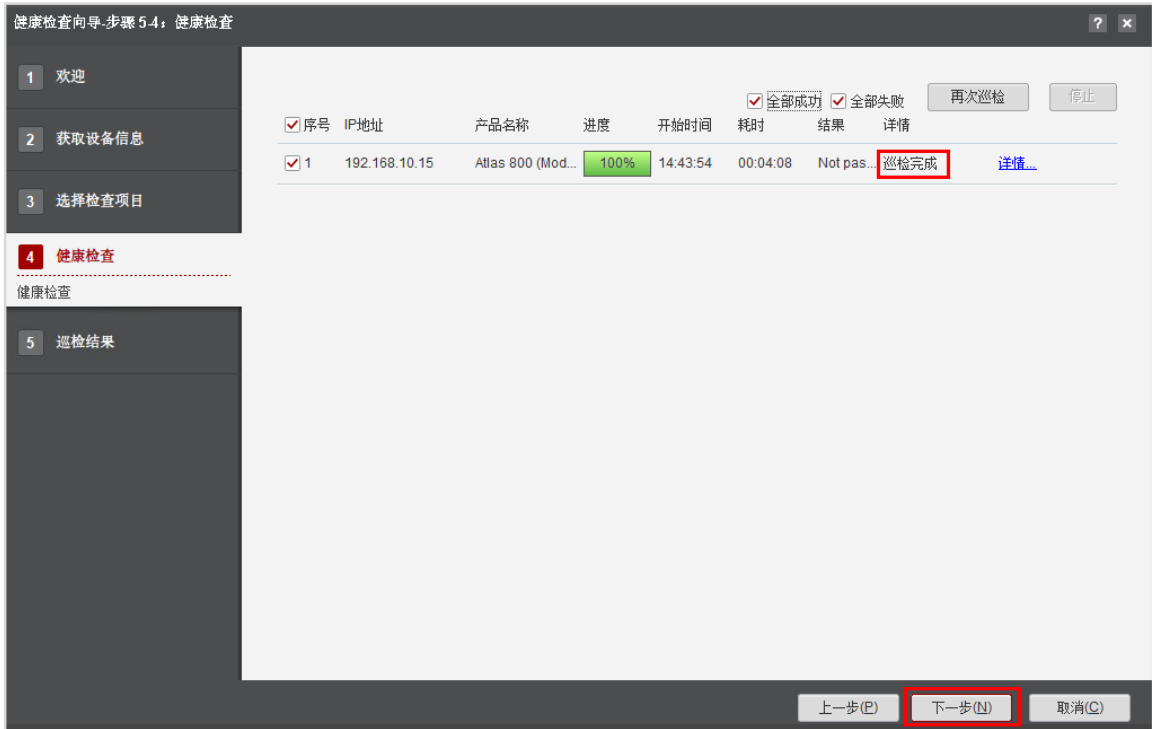 健康检查向导-步骤 5-4：健康检查
? ×
1 欢迎
2 获取设备信息
3 选择检查项目
4 健康检查
健康检查
5 巡检结果
全部成功 全部失败 再次巡检 停止
序号 IP地址 产品名称 进度 开始时间 耗时 结果 详情
1 192.168.10.15 Atlas 800 (Mod... 100% 14:43:54 00:04:08 Not pas... 巡检完成 详情...
上一步(P) 下一步(N) 取消(C)